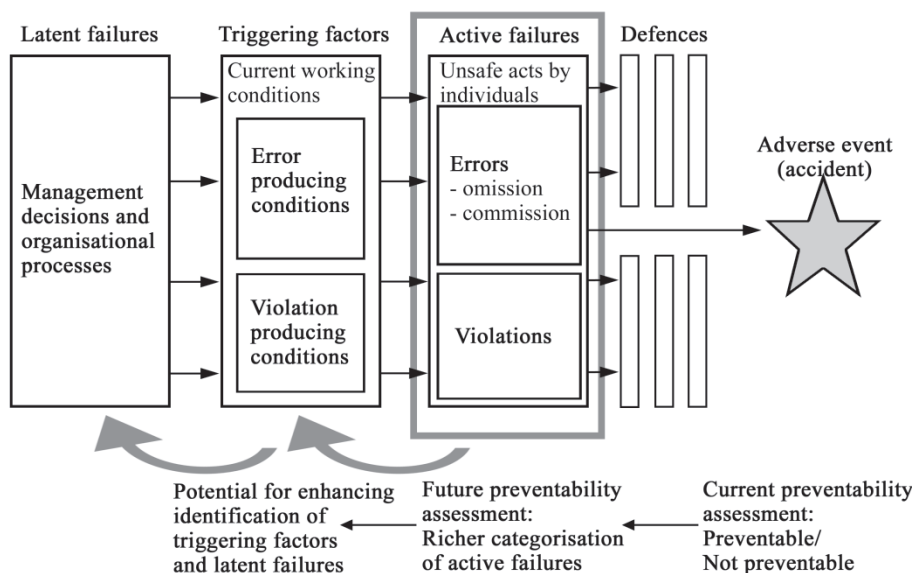 Latent failures
Triggering factors
Active failures
Defences
Current working
conditions
Unsafe acts by
individuals
Management
decisions and
organisational
processes
Error
producing
conditions
Errors
- omission
- commission
Adverse event
(accident)
Violation
producing
conditions
Violations
Potential for enhancing
identification of
triggering factors
and latent failures
Future preventability
assessment:
Richer categorisation
of active failures
Current preventability
assessment:
Preventable/
Not preventable